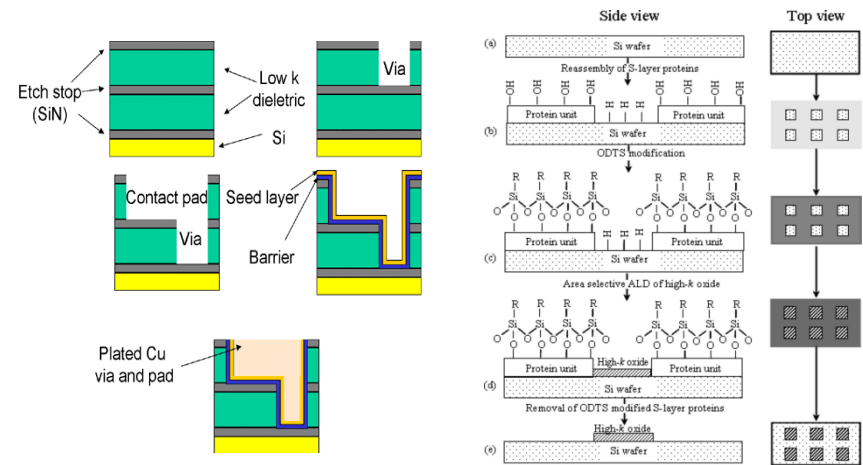 Etch stop
(SiN)
Low k
dieletric
Si
Via
Contact pad
Via
Seed layer
Barrier
Plated Cu
via and pad
Side view
Top view
(a)
Si wafer
Reassembly of S-layer proteins
OH OH OH OH OH OH OH OH
H H H
Protein unit Protein unit
(b)
Si wafer
ODTS modification
R R R R R R R R
Si Si Si Si Si Si Si Si
O O O O O O O O O O
O O O O O O O O
H H H
Protein unit Protein unit
(c)
Si wafer
Area selective ALD of high-k oxide
R R R R R R R R
Si Si Si Si Si Si Si Si
O O O O O O O O O O
O O O O O O O O
High-k oxide
Protein unit Protein unit
(d)
Si wafer
Removal of ODTS modified S-layer proteins
High-k oxide
(e)
Si wafer